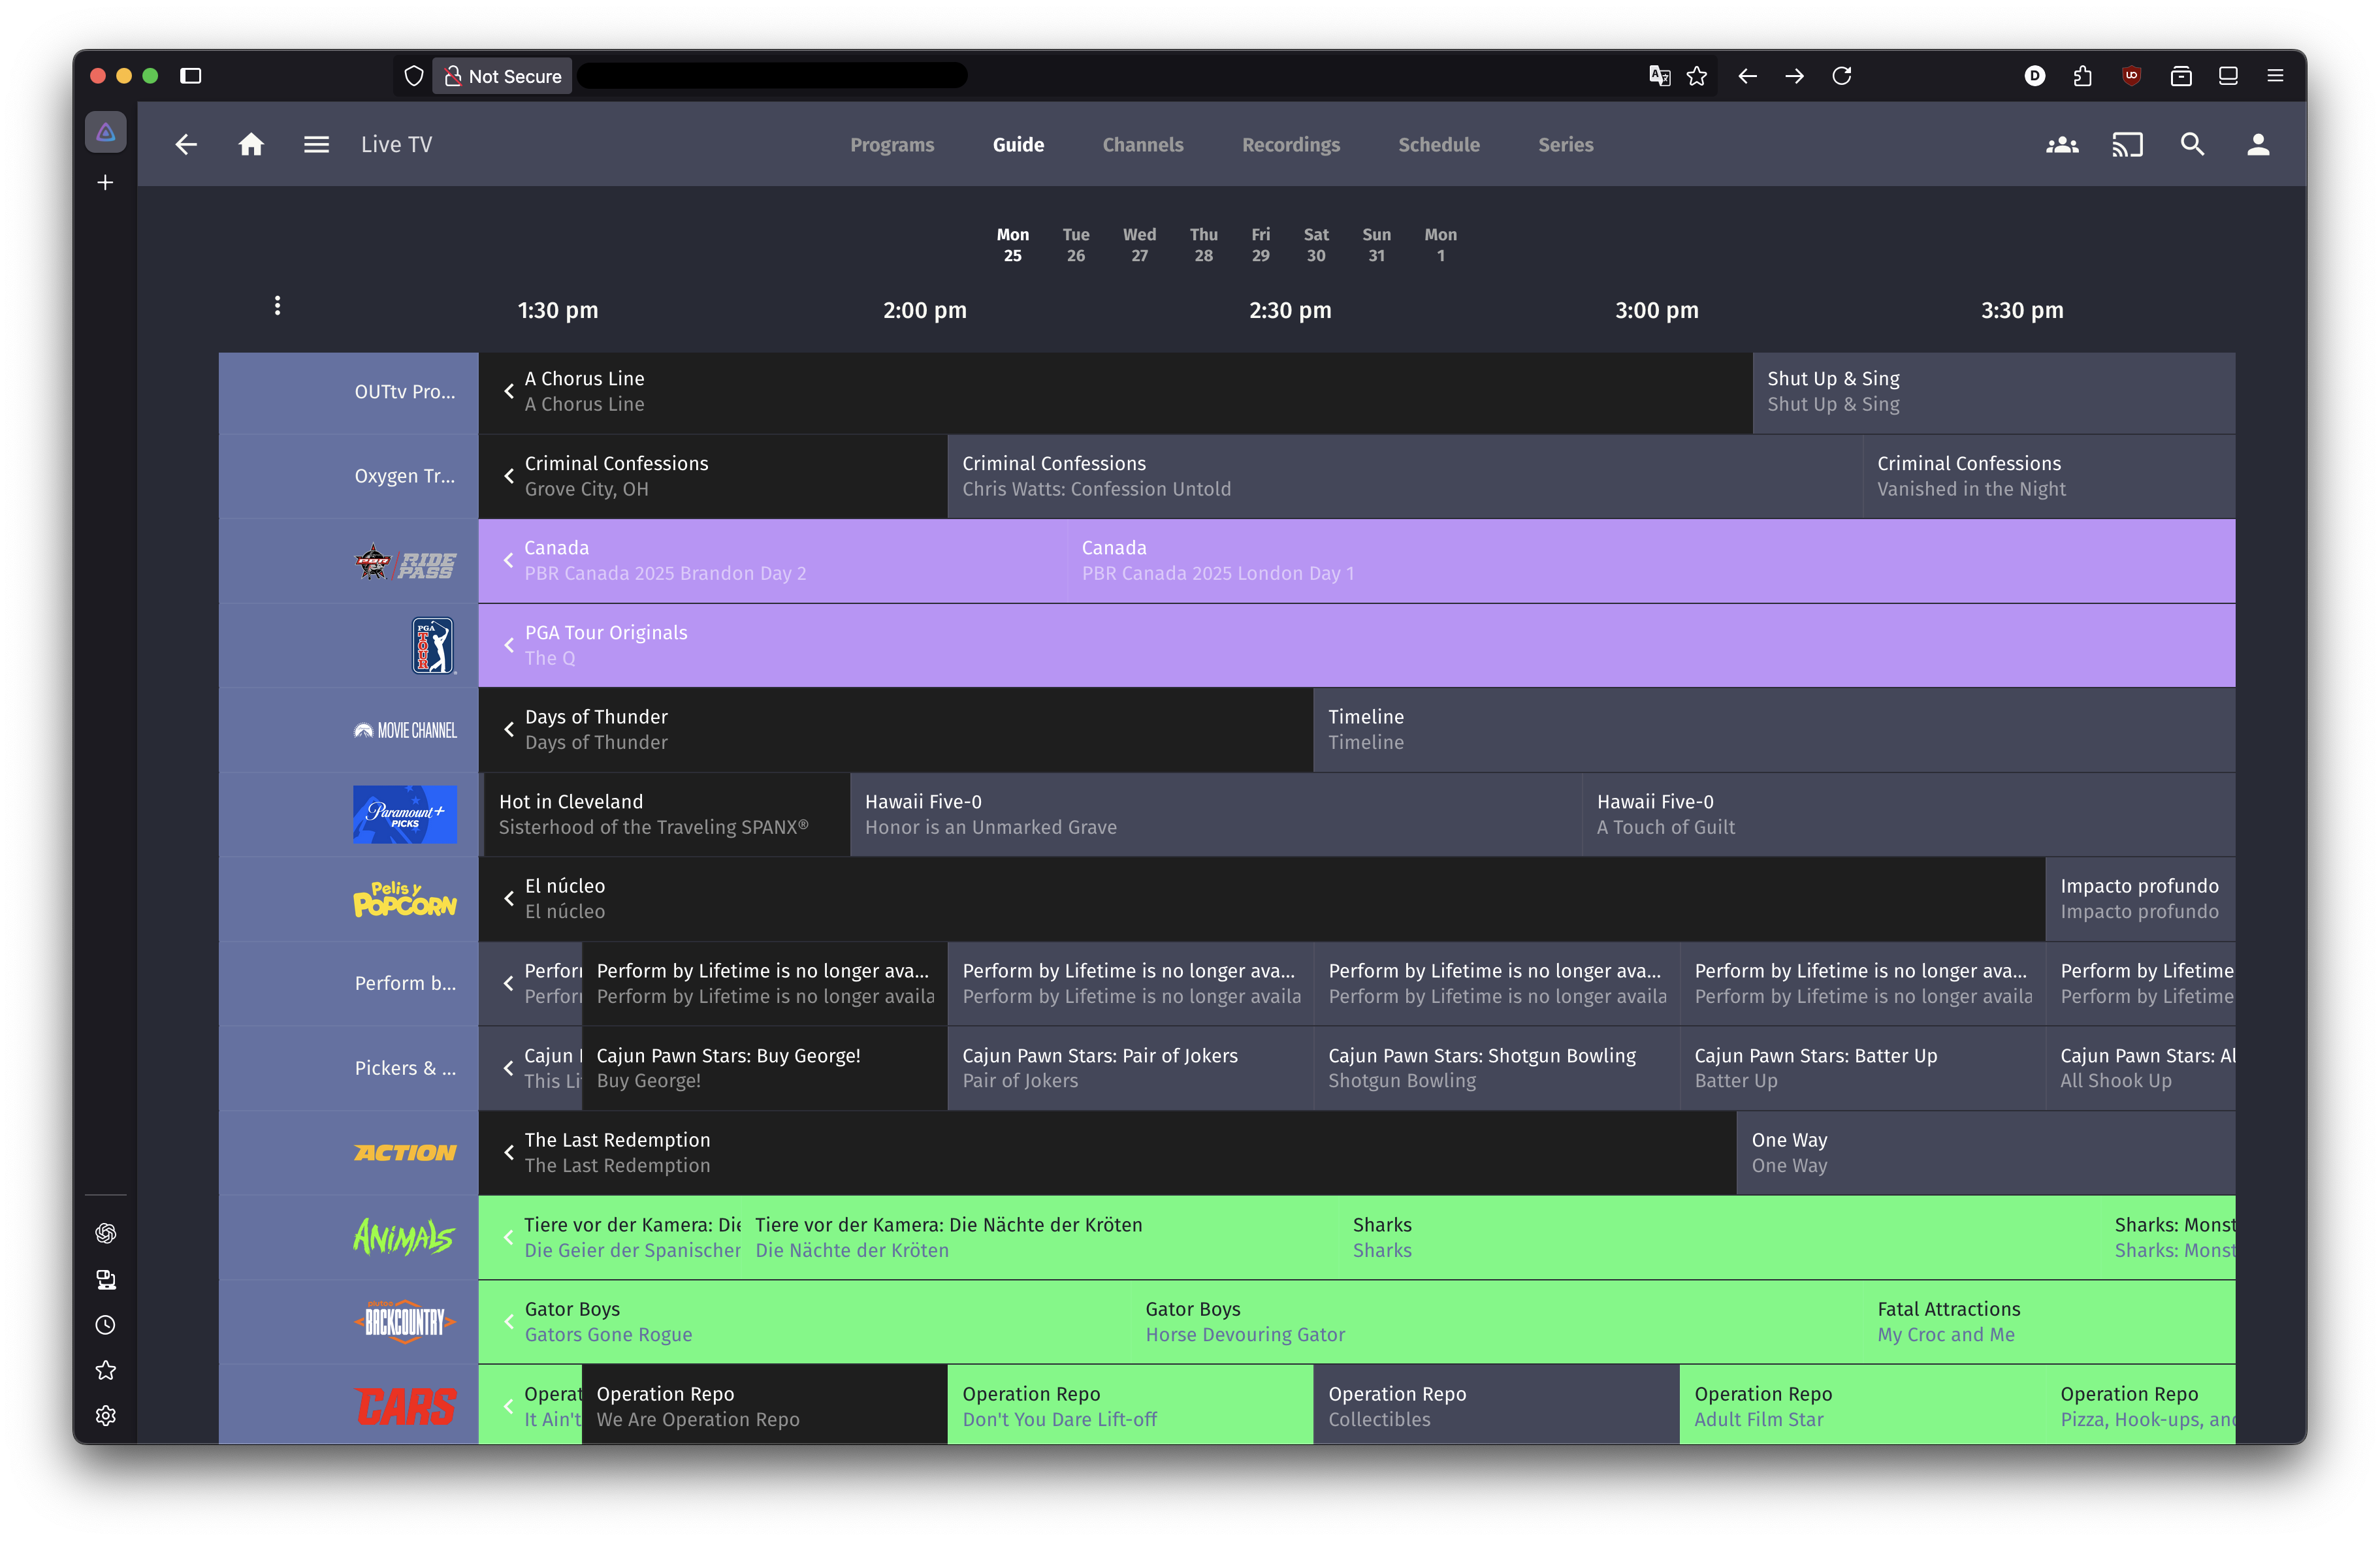 Not Secure
D
Live TV
Programs Guide Channels Recordings Schedule Series
Mon Tue Wed Thu Fri Sat Sun Mon
25 26 27 28 29 30 31 1
1:30 pm 2:00 pm 2:30 pm 3:00 pm 3:30 pm
OUTtv Pro...
A Chorus Line Shut Up & Sing
A Chorus Line Shut Up & Sing
Oxygen Tr...
Criminal Confessions Criminal Confessions Criminal Confessions
Grove City, OH Chris Watts: Confession Untold Vanished in the Night
PBR RIDE PASS
Canada Canada
PBR Canada 2025 Brandon Day 2 PBR Canada 2025 London Day 1
PGA TOUR
PGA Tour Originals
The Q
MOVIE CHANNEL
Days of Thunder Timeline
Days of Thunder Timeline
Paramount+ PICKS
Hot in Cleveland Hawaii Five-0 Hawaii Five-0
Sisterhood of the Traveling SPANX® Honor is an Unmarked Grave A Touch of Guilt
Pelis y POPCORN
El núcleo Impacto profundo
El núcleo Impacto profundo
Perform b...
Perfor Perform by Lifetime is no longer ava... Perform by Lifetime is no longer ava... Perform by Lifetime is no longer ava... Perform by Lifetime is no longer ava... Perform by Lifetime
Perfor Perform by Lifetime is no longer availa Perform by Lifetime is no longer availa Perform by Lifetime is no longer availa Perform by Lifetime is no longer availa Perform by Lifetime
Pickers & ...
Cajun Cajun Pawn Stars: Buy George! Cajun Pawn Stars: Pair of Jokers Cajun Pawn Stars: Shotgun Bowling Cajun Pawn Stars: Batter Up Cajun Pawn Stars: Al
This Li Buy George! Pair of Jokers Shotgun Bowling Batter Up All Shook Up
ACTION
The Last Redemption One Way
The Last Redemption One Way
ANiMALS
Tiere vor der Kamera: Die Tiere vor der Kamera: Die Nächte der Kröten Sharks Sharks: Monst
Die Geier der Spanischen Die Nächte der Kröten Sharks Sharks: Monst
pluto tv BACKCOUNTRY
Gator Boys Gator Boys Fatal Attractions
Gators Gone Rogue Horse Devouring Gator My Croc and Me
CARS
Operat Operation Repo Operation Repo Operation Repo Operation Repo Operation Repo
It Ain't We Are Operation Repo Don't You Dare Lift-off Collectibles Adult Film Star Pizza, Hook-ups, and